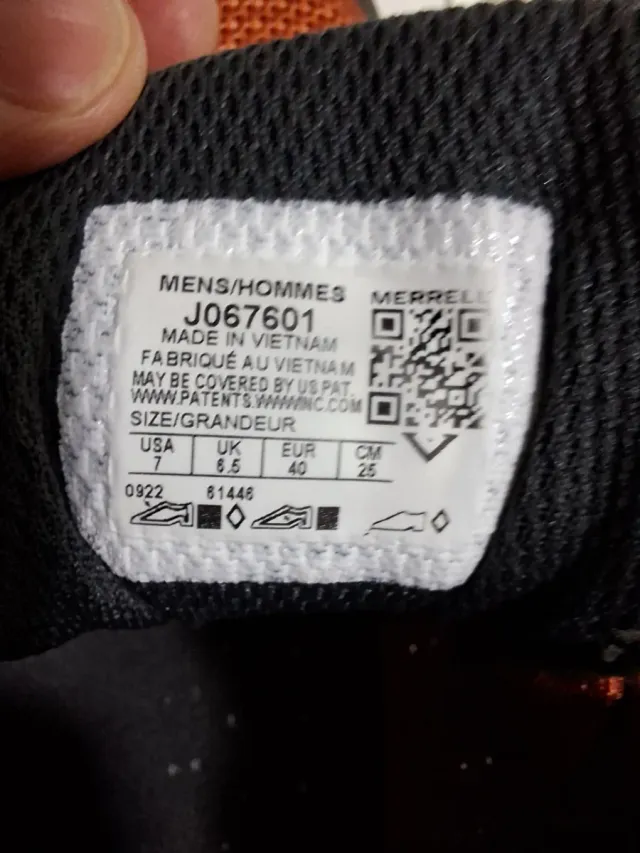 MENS/HOMMES
MERRELL
J067601
MADE IN VIETNAM
FABRIQUÉ AU VIETNAM
MAY BE COVERED BY US PAT.
WWW.PATENTS.WWWINC.COM
SIZE/GRANDEUR
USA UK EUR CM
7 6.5 40 25
0922 61446